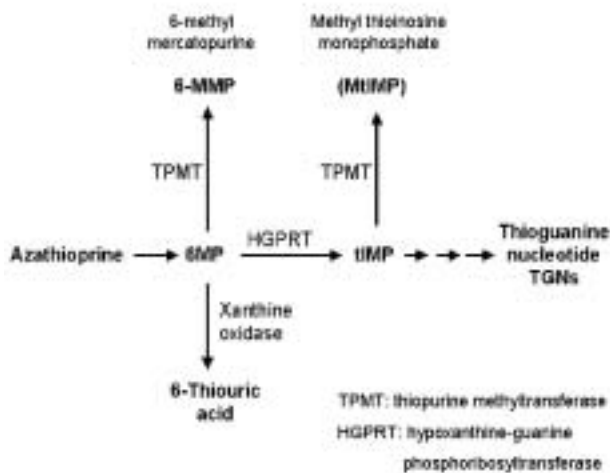 6-methyl
mercatopurine
6-MMP
Methyl thioinosine
monophosphate
(MtIMP)
TPMT
TPMT
Azathioprine
6MP
HGPRT
tIMP
Thioguanine
nucleotide
TGNs
Xanthine
oxidase
6-Thiouric
acid
TPMT: thiopurine methyltransferase
HGPRT: hypoxanthine-guanine
phosphoribosyltransferase